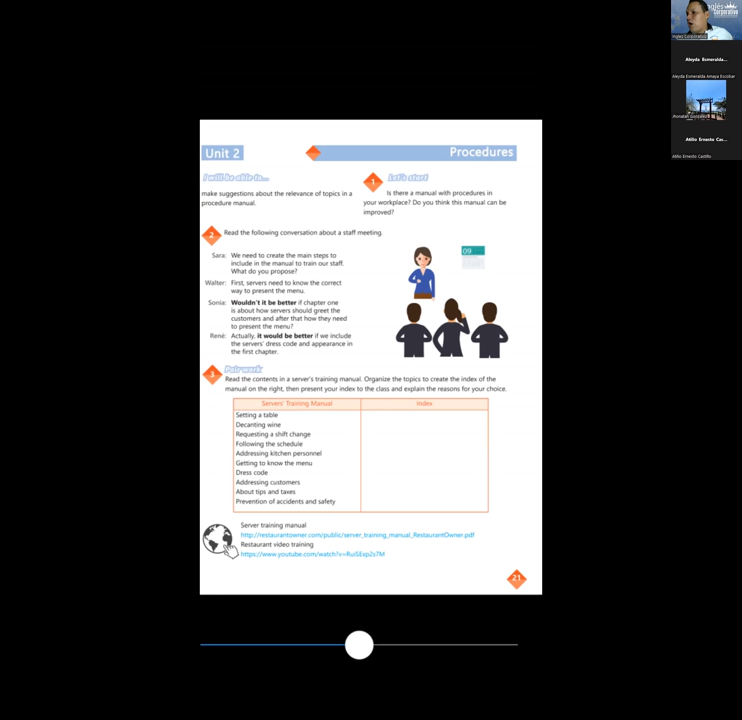 Unit 2
Procedures
I will be able to...
make suggestions about the relevance of topics in a
procedure manual.
1
Let's start
Is there a manual with procedures in
your workplace? Do you think this manual can be
improved?
2
Read the following conversation about a staff meeting.
Sara: We need to create the main steps to
include in the manual to train our staff.
What do you propose?
Walter: First, servers need to know the correct
way to present the menu.
Sonia: Wouldn't it be better if chapter one
is about how servers should greet the
customers and after that how they need
to present the menu?
René: Actually, it would be better if we include
the servers' dress code and appearance in
the first chapter.
09
3
Pair work
Read the contents in a server's training manual. Organize the topics to create the index of the
manual on the right, then present your index to the class and explain the reasons for your choice.
Servers' Training Manual
Index
Setting a table
Decanting wine
Requesting a shift change
Following the schedule
Addressing kitchen personnel
Getting to know the menu
Dress code
Addressing customers
About tips and taxes
Prevention of accidents and safety
Server training manual
http://restaurantowner.com/public/server_training_manual_RestaurantOwner.pdf
Restaurant video training
https://www.youtube.com/watch?v=RuiSExp2s7M
21
Inglés
Corporativo
Inglés Corporativo
Aleyda Esmeralda...
Aleyda Esmeralda Amaya Escobar
Jhonatan Gonzalez
Atilio Ernesto Cas...
Atilio Ernesto Castillo